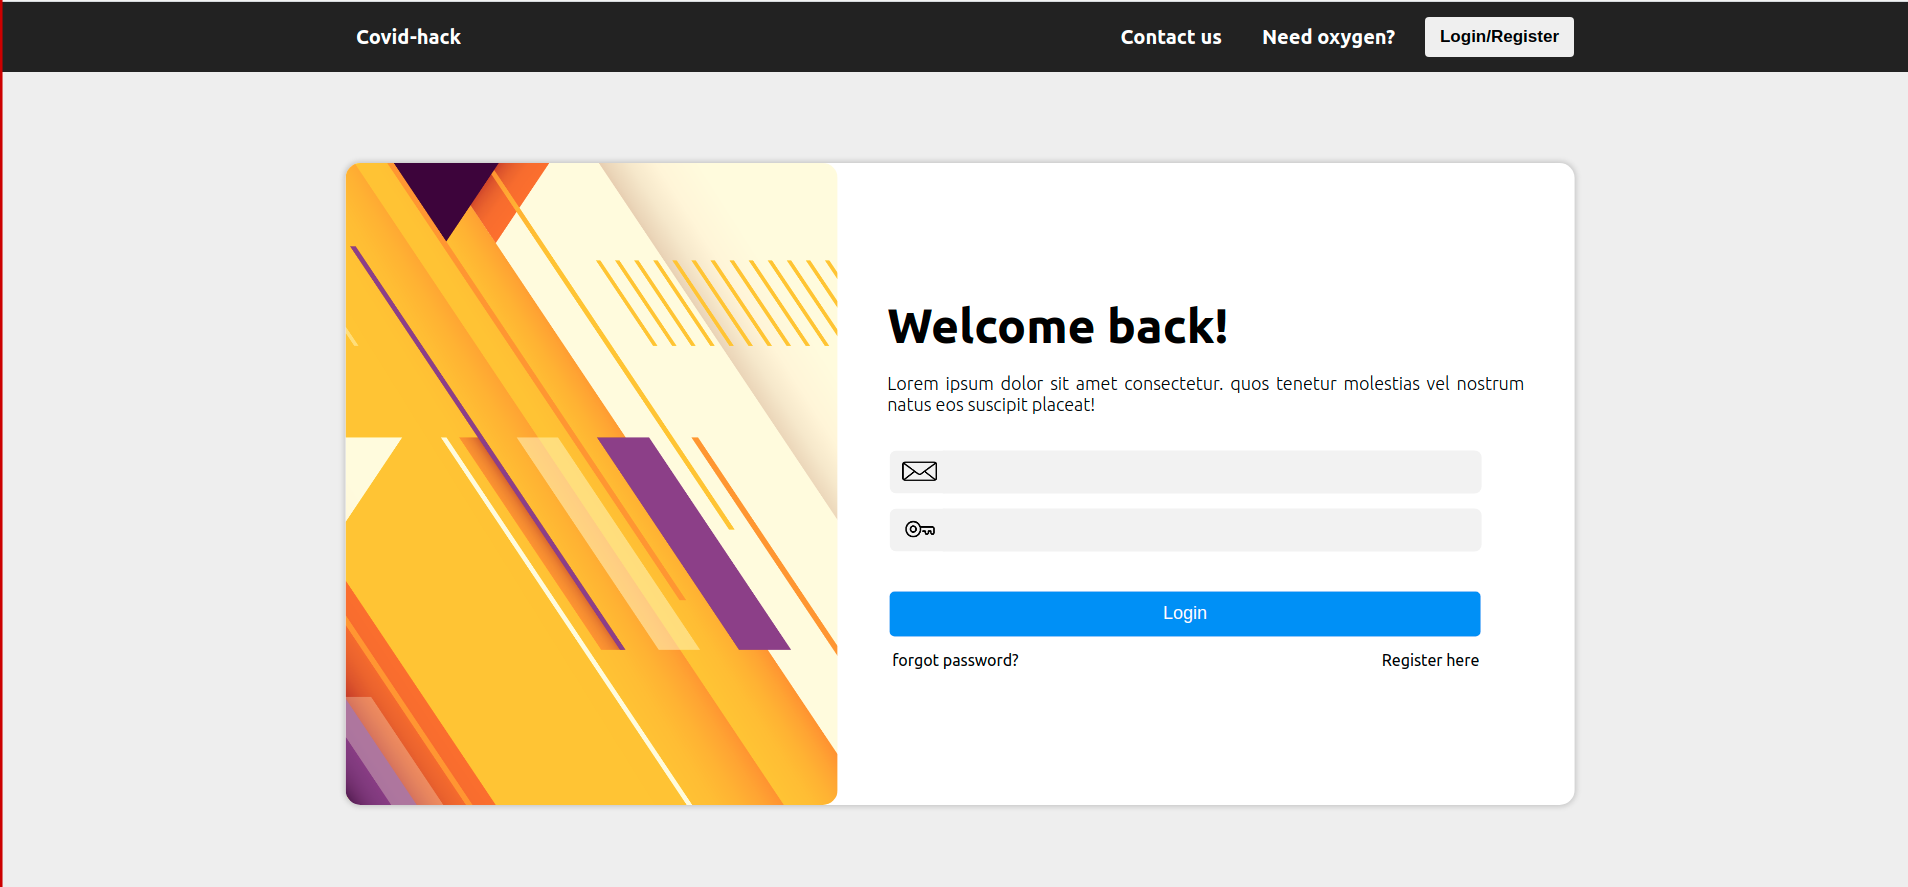 Covid-hack
Contact us
Need oxygen?
Login/Register
Welcome back!
Lorem ipsum dolor sit amet consectetur. quos tenetur molestias vel nostrum
natus eos suscipit placeat!
Login
forgot password?
Register here